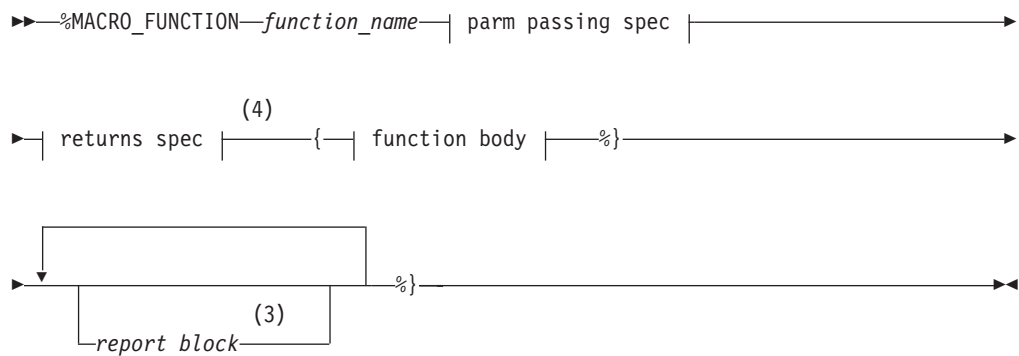 %MACRO_FUNCTION function_name parm passing spec
(4)
returns spec { function body %}
%}
(3)
report block